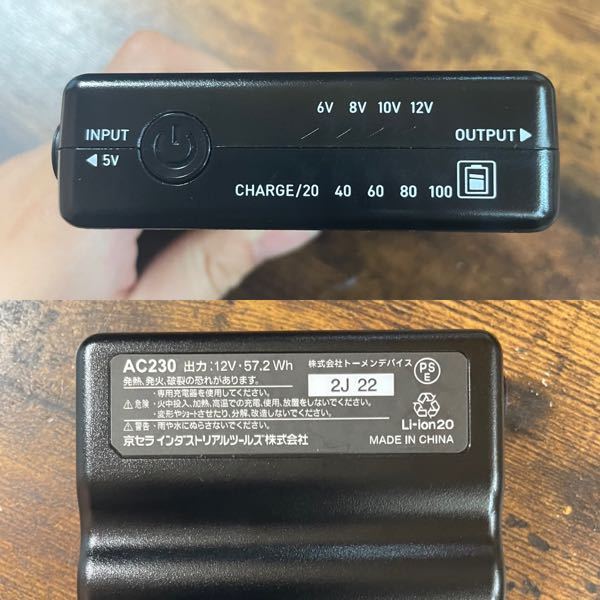 6V 8V 10V 12V
INPUT
OUTPUT▶
◀ 5V
CHARGE/20 40 60 80 100
AC230 出力:12V・57.2 Wh
株式会社トーメンデバイス
発熱、発火、破裂の恐れがあります。
2J 22
PS
E
・専用充電器を使用してください。
⚠危険 ・火中投入、加熱、高温での充電、使用、放置をしないでください。
・変形やショートさせたり、分解、改造しないでください。
⚠警告・雨や水にぬらさないでください。
Li-ion20
京セラ インダストリアルツールズ株式会社
MADE IN CHINA